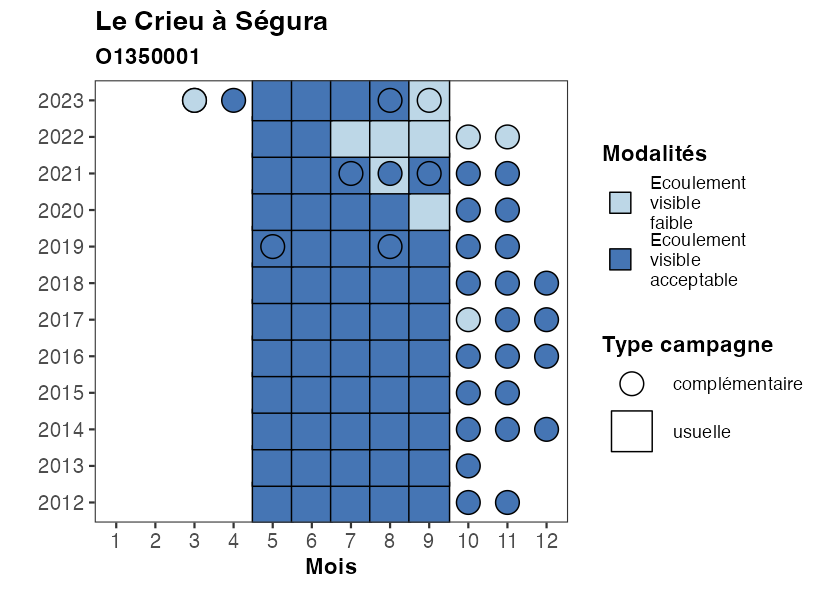 Le Crieu à Ségura
O1350001
2023
2022
2021
2020
2019
2018
2017
2016
2015
2014
2013
2012
1 2 3 4 5 6 7 8 9 10 11 12
Mois
Modalités
Ecoulement
visible
faible
Ecoulement
visible
acceptable
Type campagne
complémentaire
usuelle